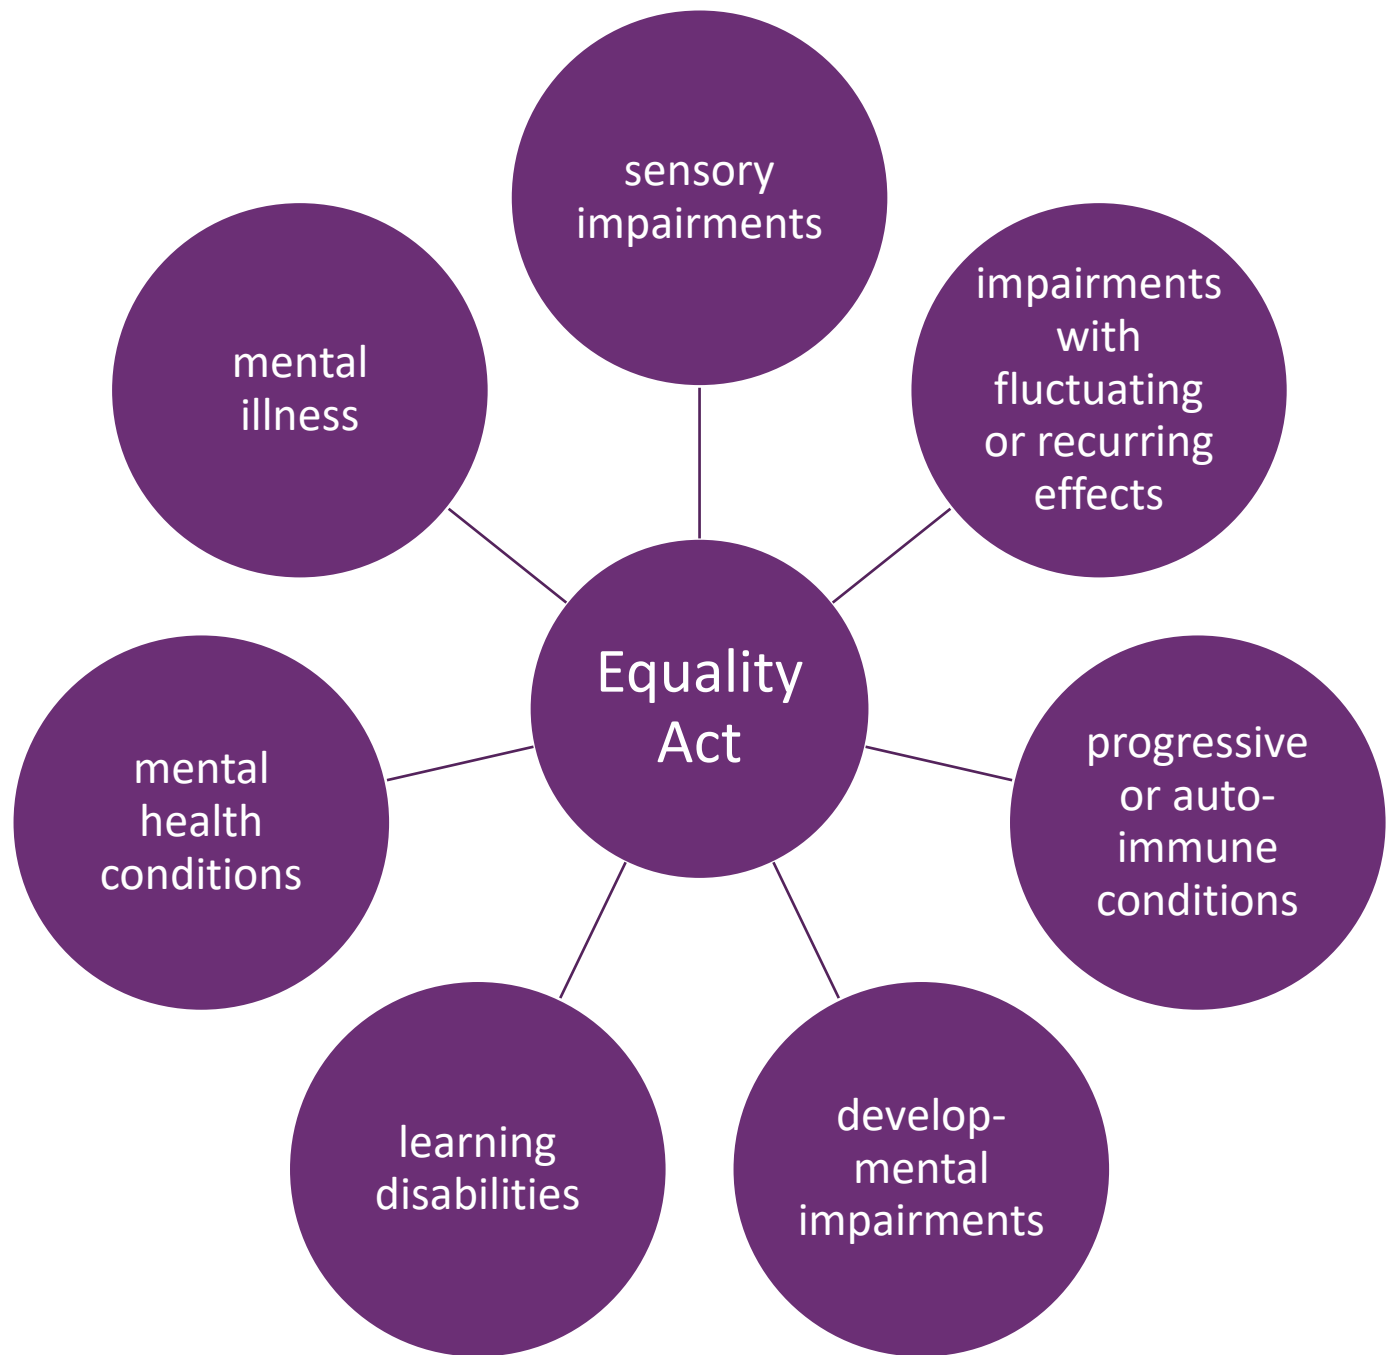 sensory
impairments
impairments
with
fluctuating
or recurring
effects
progressive
or auto-
immune
conditions
develop-
mental
impairments
learning
disabilities
mental
health
conditions
mental
illness
Equality
Act